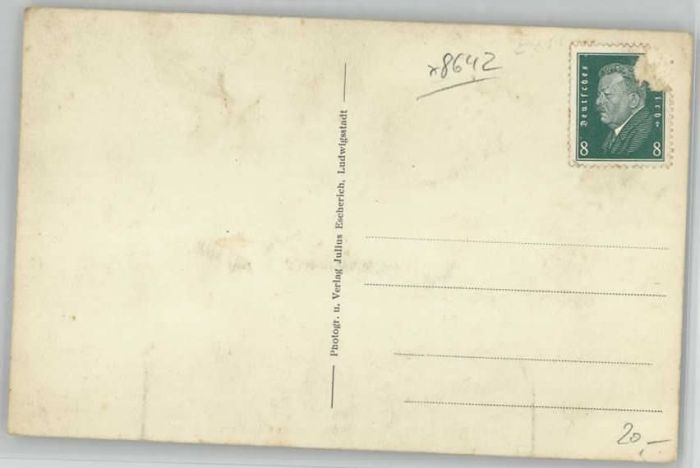 x8642
Deutsches
8 8
Photogr. u. Verlag Julius Escherich, Ludwigsstadt
20,—